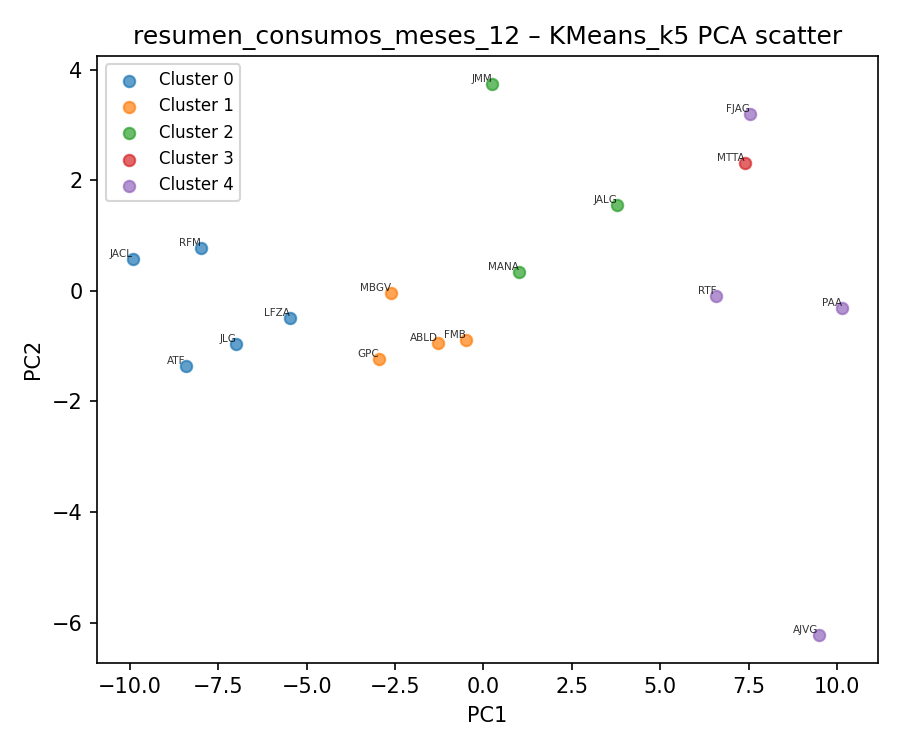 resumen_consumos_meses_12 – KMeans_k5 PCA scatter
Cluster 0
Cluster 1
Cluster 2
Cluster 3
Cluster 4
JMM
FJAG
MTTA
JALG
RFM
JACL
MANA
MBGV
RTF
PAA
LFZA
JLG
ABLD
FMB
GPC
ATF
AJVG
4
2
0
−2
−4
−6
PC2
−10.0
−7.5
−5.0
−2.5
0.0
2.5
5.0
7.5
10.0
PC1